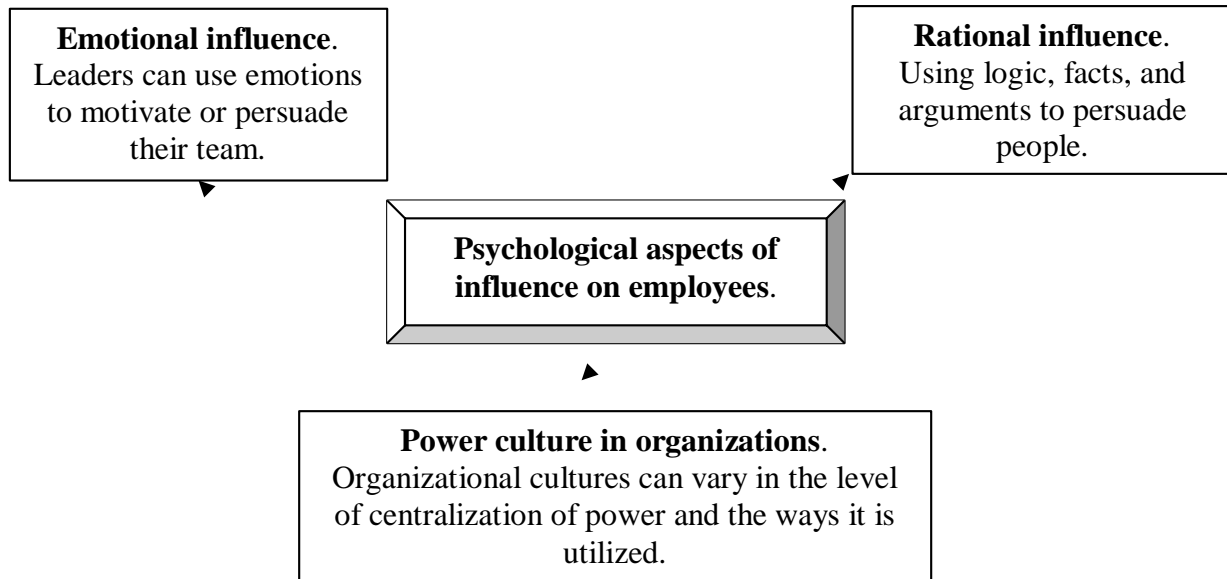 Emotional influence.
Leaders can use emotions
to motivate or persuade
their team.
Rational influence.
Using logic, facts, and
arguments to persuade
people.
Psychological aspects of
influence on employees.
Power culture in organizations.
Organizational cultures can vary in the level
of centralization of power and the ways it is
utilized.